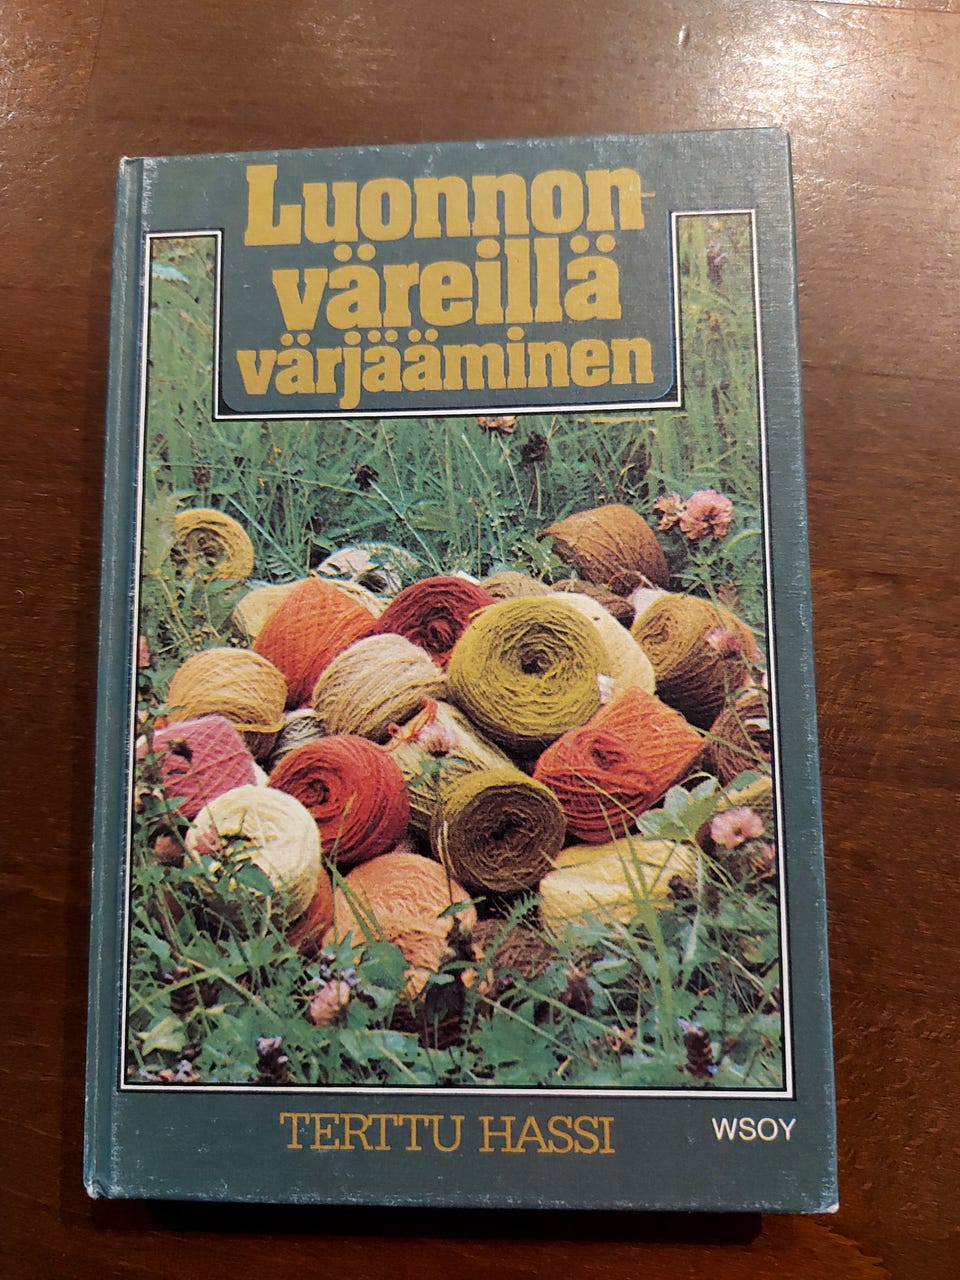 Luonnon-
väreillä
värjääminen
TERTTU HASSI
WSOY